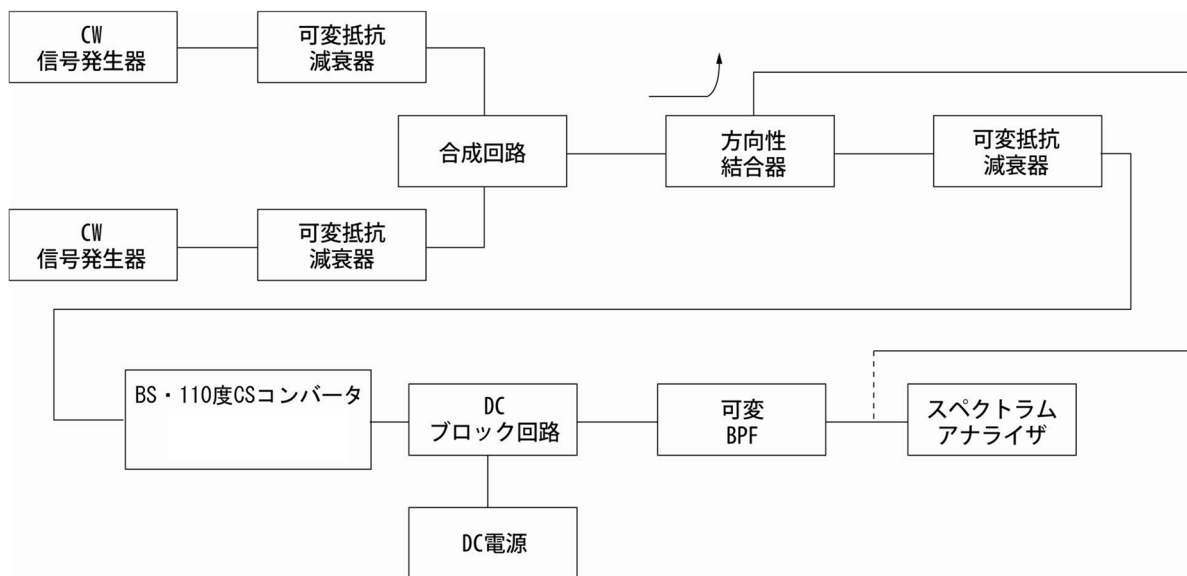 CW
信号発生器
可変抵抗
減衰器
合成回路
方向性
結合器
可変抵抗
減衰器
CW
信号発生器
可変抵抗
減衰器
BS・110度CSコンバータ
DC
ブロック回路
可変
BPF
スペクトラム
アナライザ
DC電源